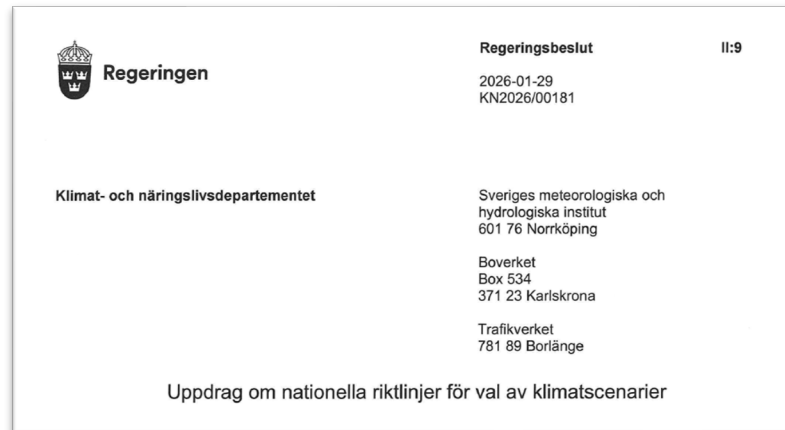 Regeringen
Regeringsbeslut II:9
2026-01-29
KN2026/00181
Klimat- och näringslivsdepartementet
Sveriges meteorologiska och
hydrologiska institut
601 76 Norrköping
Boverket
Box 534
371 23 Karlskrona
Trafikverket
781 89 Borlänge
Uppdrag om nationella riktlinjer för val av klimatscenarier